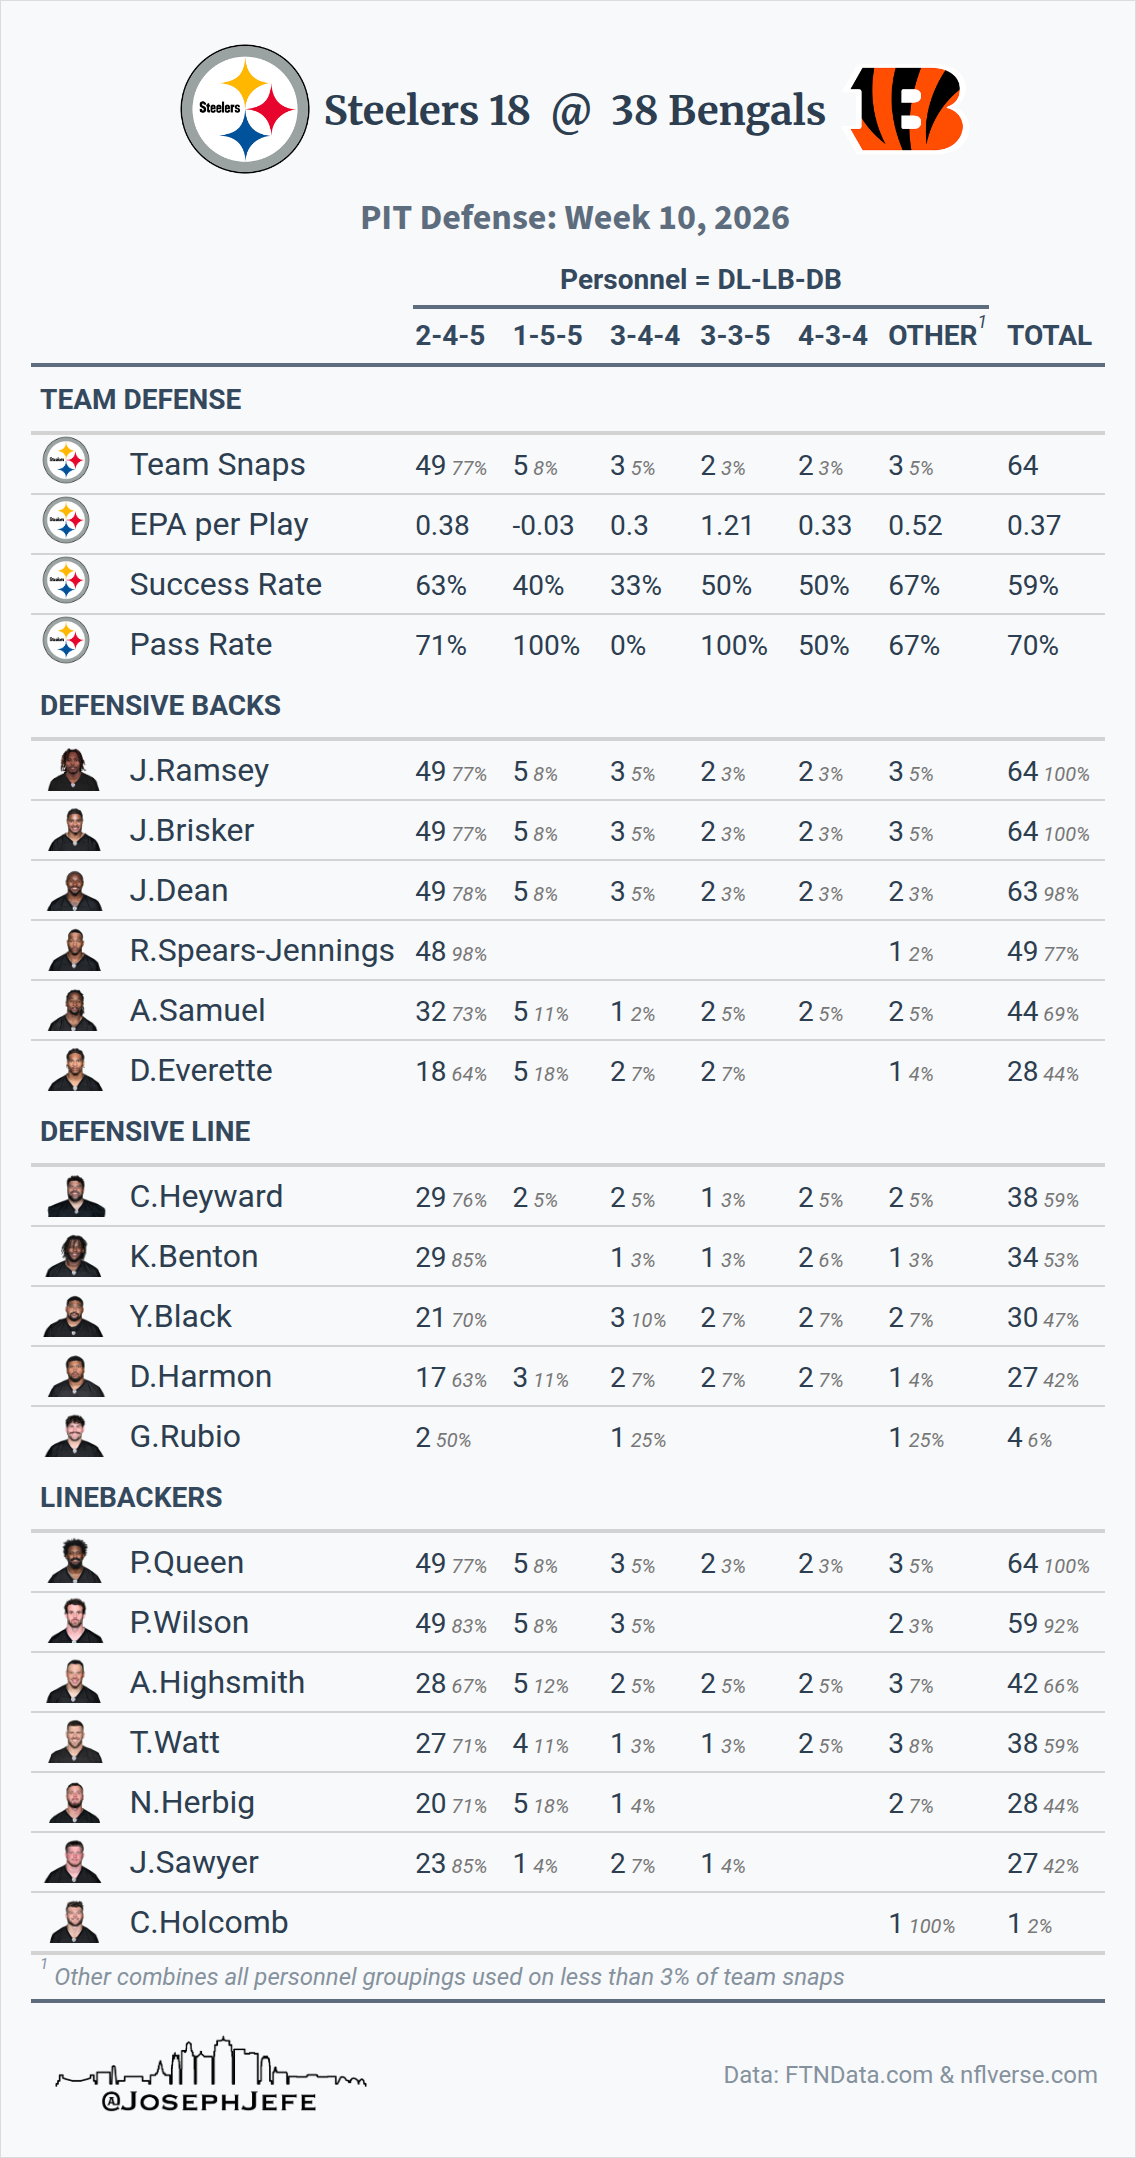 Steelers
Steelers 18 @ 38 Bengals
PIT Defense: Week 10, 2026
Personnel = DL-LB-DB
2-4-5 1-5-5 3-4-4 3-3-5 4-3-4 OTHER1 TOTAL
TEAM DEFENSE
Team Snaps 49 77% 5 8% 3 5% 2 3% 2 3% 3 5% 64
EPA per Play 0.38 -0.03 0.3 1.21 0.33 0.52 0.37
Success Rate 63% 40% 33% 50% 50% 67% 59%
Pass Rate 71% 100% 0% 100% 50% 67% 70%
DEFENSIVE BACKS
J.Ramsey 49 77% 5 8% 3 5% 2 3% 2 3% 3 5% 64 100%
J.Brisker 49 77% 5 8% 3 5% 2 3% 2 3% 3 5% 64 100%
J.Dean 49 78% 5 8% 3 5% 2 3% 2 3% 2 3% 63 98%
R.Spears-Jennings 48 98% 1 2% 49 77%
A.Samuel 32 73% 5 11% 1 2% 2 5% 2 5% 2 5% 44 69%
D.Everette 18 64% 5 18% 2 7% 2 7% 1 4% 28 44%
DEFENSIVE LINE
C.Heyward 29 76% 2 5% 2 5% 1 3% 2 5% 2 5% 38 59%
K.Benton 29 85% 1 3% 1 3% 2 6% 1 3% 34 53%
Y.Black 21 70% 3 10% 2 7% 2 7% 2 7% 30 47%
D.Harmon 17 63% 3 11% 2 7% 2 7% 2 7% 1 4% 27 42%
G.Rubio 2 50% 1 25% 1 25% 4 6%
LINEBACKERS
P.Queen 49 77% 5 8% 3 5% 2 3% 2 3% 3 5% 64 100%
P.Wilson 49 83% 5 8% 3 5% 2 3% 59 92%
A.Highsmith 28 67% 5 12% 2 5% 2 5% 2 5% 3 7% 42 66%
T.Watt 27 71% 4 11% 1 3% 1 3% 2 5% 3 8% 38 59%
N.Herbig 20 71% 5 18% 1 4% 2 7% 28 44%
J.Sawyer 23 85% 1 4% 2 7% 1 4% 27 42%
C.Holcomb 1 100% 1 2%
1 Other combines all personnel groupings used on less than 3% of team snaps
@JOSEPHJEFE
Data: FTNData.com & nflverse.com